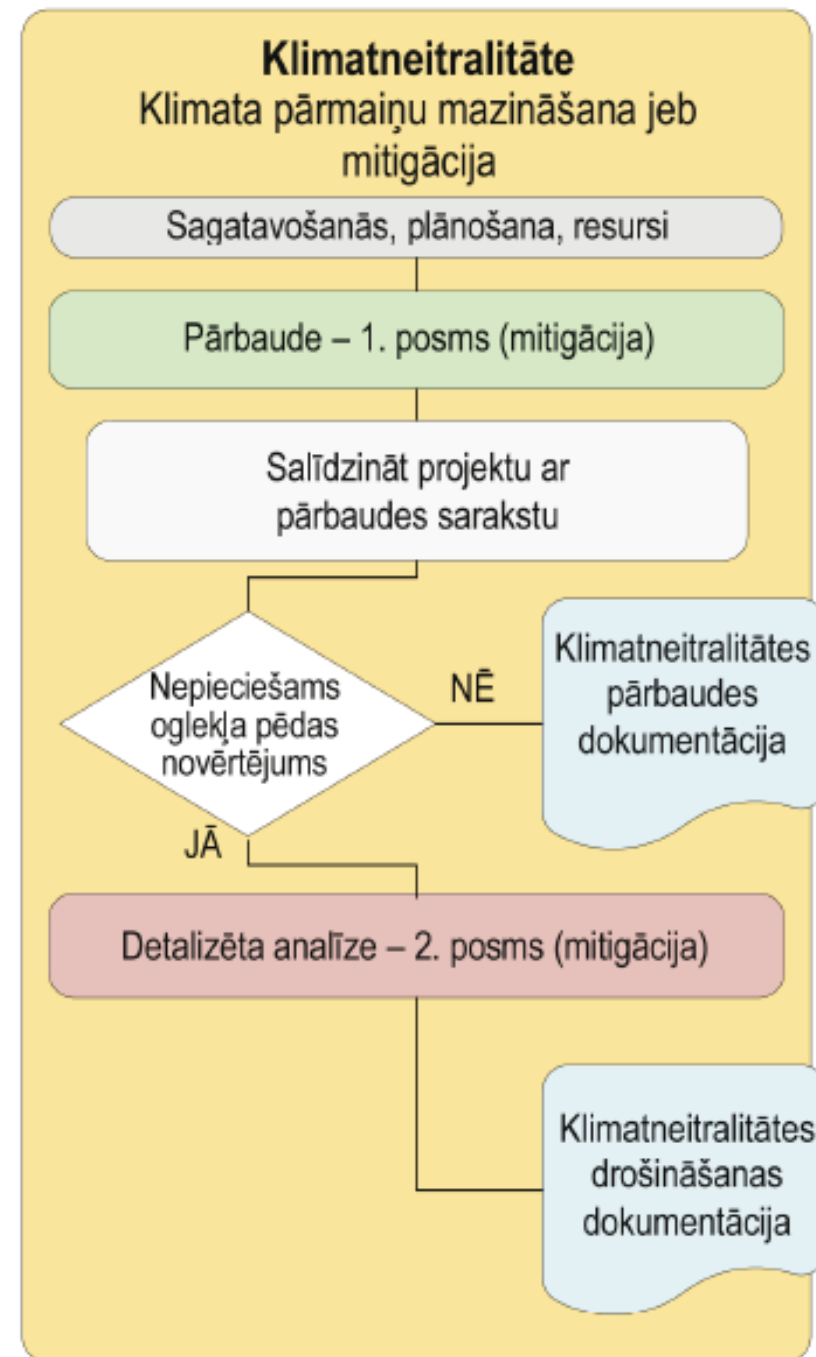 Klimatneitralitāte
Klimata pārmaiņu mazināšana jeb
mitigācija
Sagatavošanās, plānošana, resursi
Pārbaude – 1. posms (mitigācija)
Salīdzināt projektu ar
pārbaudes sarakstu
Nepieciešams
oglekļa pēdas
novērtējums
NĒ
Klimatneitralitātes
pārbaudes
dokumentācija
JĀ
Detalizēta analīze – 2. posms (mitigācija)
Klimatneitralitātes
drošināšanas
dokumentācija